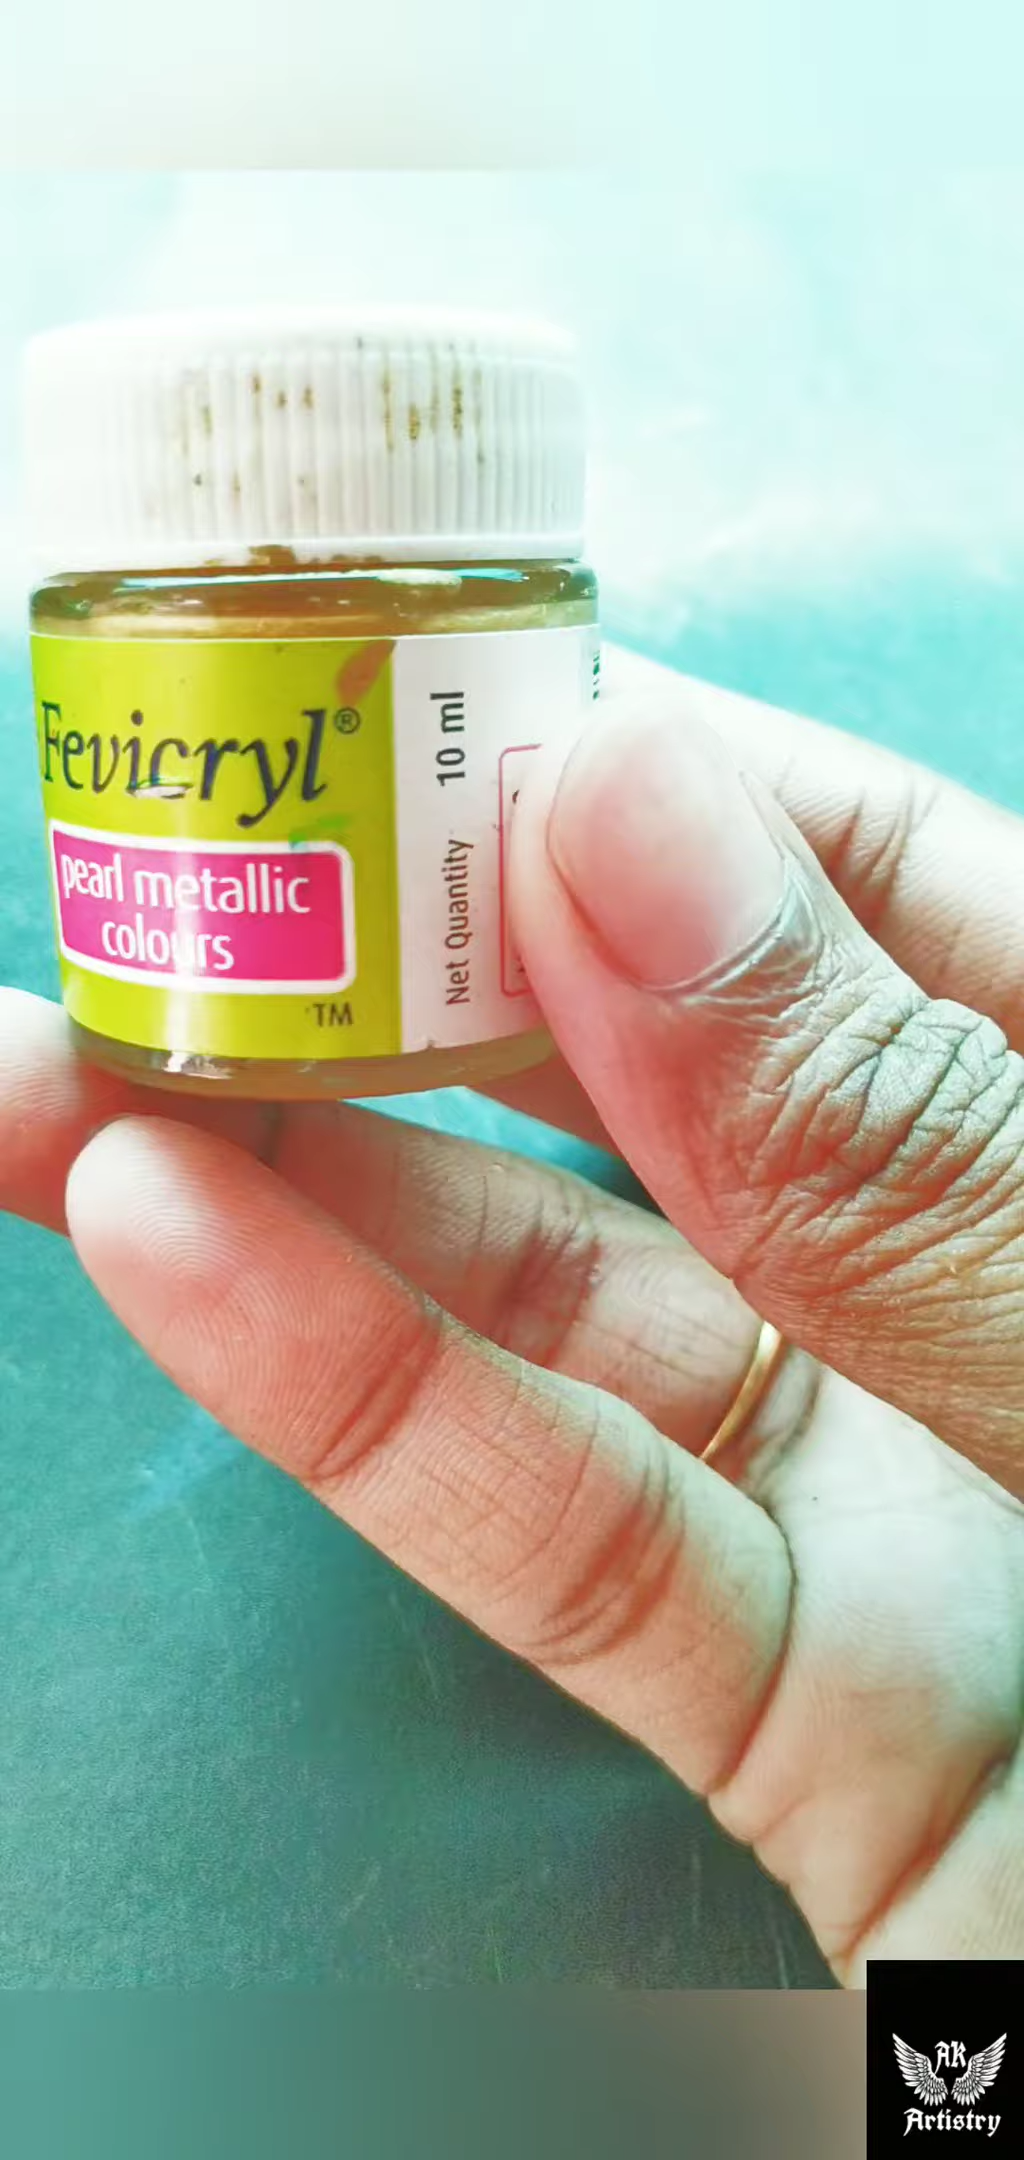 Fevicryl®
pearl metallic
colours
TM
Net Quantity 10 ml
AK
Artistry